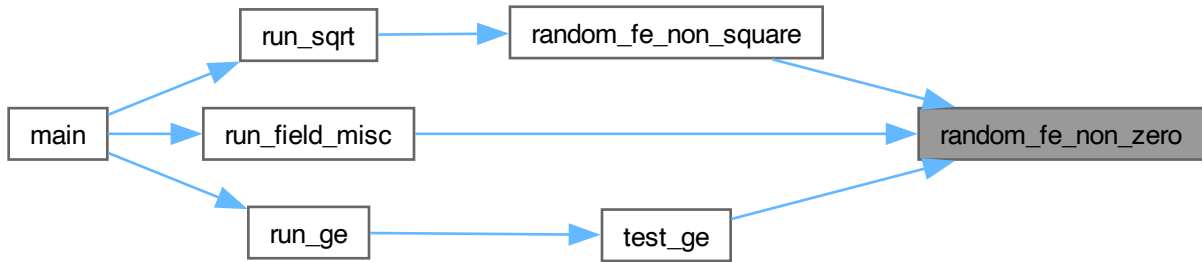 main
run_sqrt
random_fe_non_square
run_field_misc
random_fe_non_zero
run_ge
test_ge